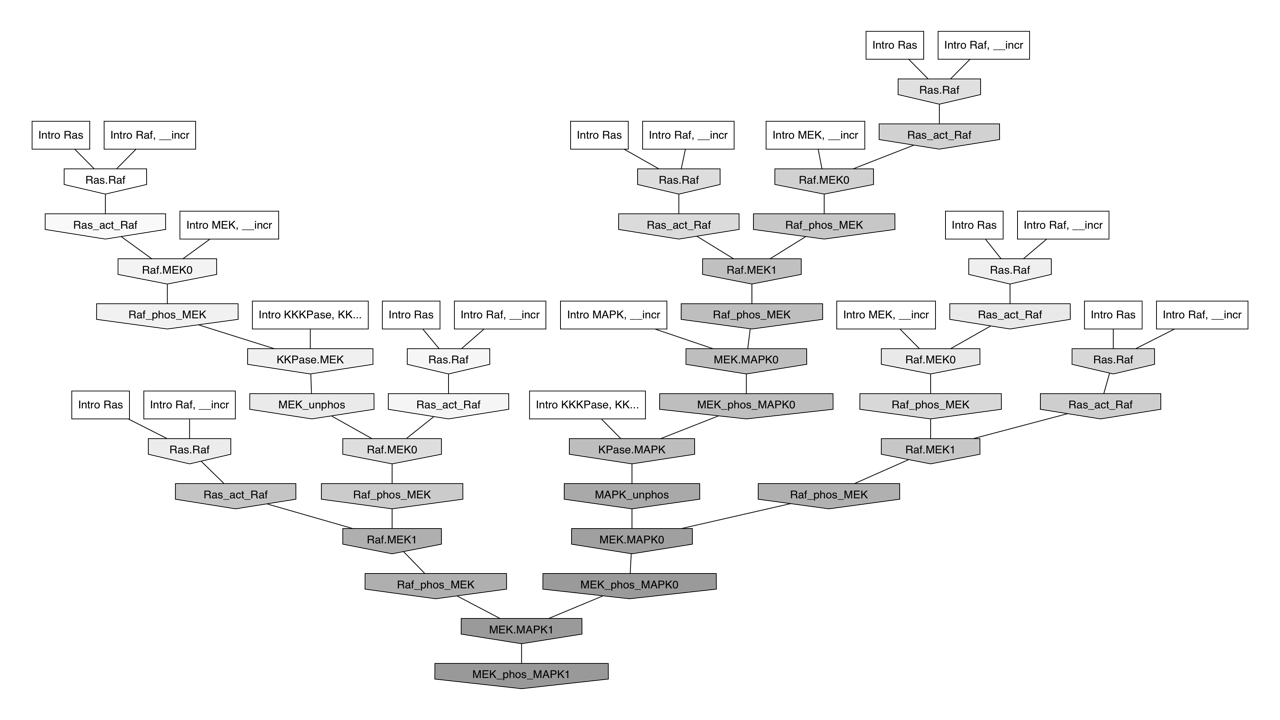 Intro Ras
Intro Raf, __incr
Ras.Raf
Intro Ras
Intro Raf, __incr
Intro Ras
Intro Raf, __incr
Intro MEK, __incr
Ras_act_Raf
Ras.Raf
Ras.Raf
Raf.MEK0
Ras_act_Raf
Intro MEK, __incr
Ras_act_Raf
Raf_phos_MEK
Intro Ras
Intro Raf, __incr
Raf.MEK0
Raf.MEK1
Ras.Raf
Raf_phos_MEK
Intro KKKPase, KK...
Intro Ras
Intro Raf, __incr
Intro MAPK, __incr
Raf_phos_MEK
Intro MEK, __incr
Ras_act_Raf
Intro Ras
Intro Raf, __incr
KKPase.MEK
Ras.Raf
MEK.MAPK0
Raf.MEK0
Ras.Raf
Intro Ras
Intro Raf, __incr
MEK_unphos
Ras_act_Raf
Intro KKKPase, KK...
MEK_phos_MAPK0
Raf_phos_MEK
Ras_act_Raf
Ras.Raf
Raf.MEK0
KPase.MAPK
Raf.MEK1
Ras_act_Raf
Raf_phos_MEK
MAPK_unphos
Raf_phos_MEK
Raf.MEK1
MEK.MAPK0
Raf_phos_MEK
MEK_phos_MAPK0
MEK.MAPK1
MEK_phos_MAPK1